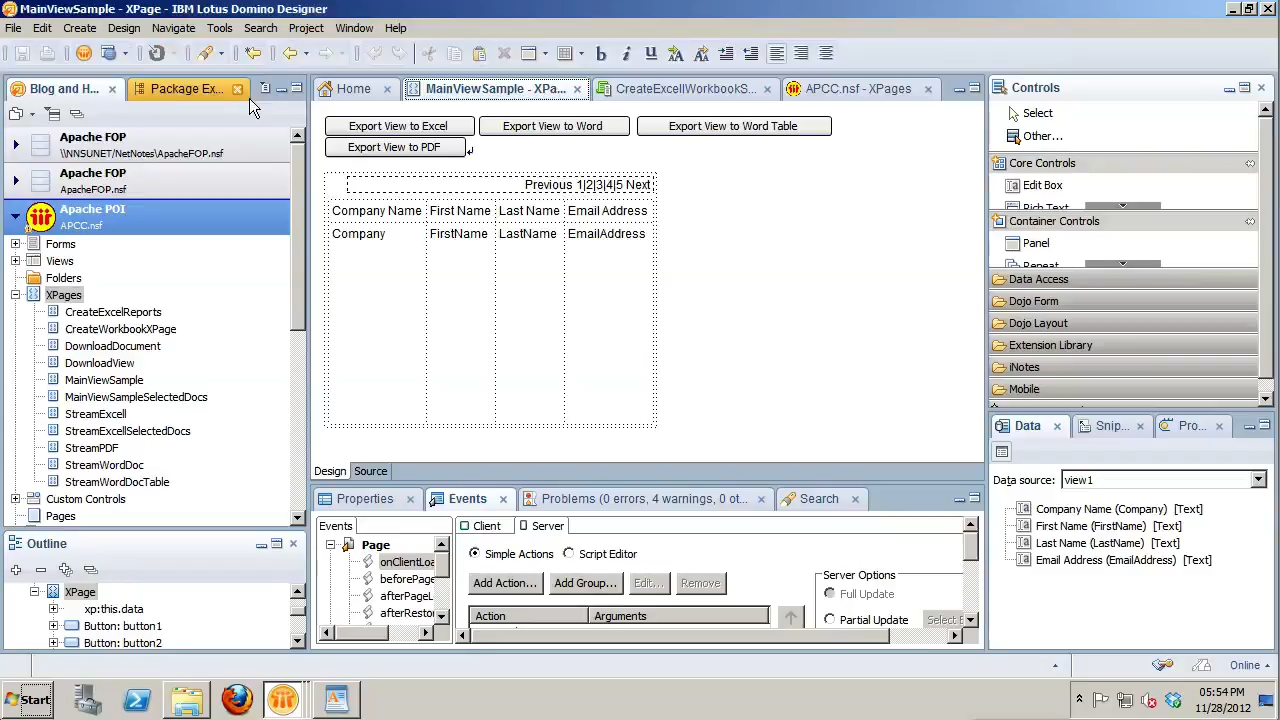 MainViewSample - XPage - IBM Lotus Domino Designer
File Edit Create Design Navigate Tools Search Project Window Help
Blog and H...
Package Ex...
Home
MainViewSample - XPa...
CreateExcellWorkbookS...
APCC.nsf - XPages
Controls
Apache FOP
\\NNSUNET/NetNotes\ApacheFOP.nsf
Apache FOP
ApacheFOP.nsf
Apache POI
APCC.nsf
Forms
Views
Folders
XPages
CreateExcelReports
CreateWorkbookXPage
DownloadDocument
DownloadView
MainViewSample
MainViewSampleSelectedDocs
StreamExcell
StreamExcellSelectedDocs
StreamPDF
StreamWordDoc
StreamWordDocTable
Custom Controls
Pages
Outline
XPage
xp:this.data
Button: button1
Button: button2
Export View to Excel Export View to Word Export View to Word Table
Export View to PDF
Previous 1|2|3|4|5 Next
Company Name First Name Last Name Email Address
Company FirstName LastName EmailAddress
Design Source
Properties Events Problems (0 errors, 4 warnings, 0 ot... Search
Events
Client Server
Page
onClientLoa
beforePage
afterPageL
afterResto
Simple Actions Script Editor
Add Action... Add Group... Edit... Remove
Action Arguments
Server Options
Full Update
Partial Update Select E
Select
Other...
Core Controls
Edit Box
Rich Text
Container Controls
Panel
Repeat
Data Access
Dojo Form
Dojo Layout
Extension Library
iNotes
Mobile
Data Snip... Pro...
Data source: view1
Company Name (Company) [Text]
First Name (FirstName) [Text]
Last Name (LastName) [Text]
Email Address (EmailAddress) [Text]
Online
Start
05:54 PM
11/28/2012